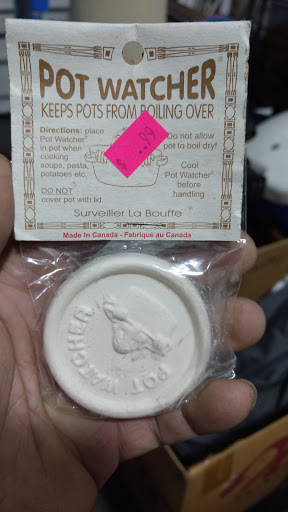 POT WATCHER®
KEEPS POTS FROM BOILING OVER
Directions: place
Pot Watcher®
in pot when
cooking
soups, pasta,
potatoes etc.
DO NOT
cover pot with lid.
.99
Do not allow
pot to boil dry!
Cool
Pot Watcher®
before
handling
Surveiller La Bouffe
Made In Canada - Fabriqué au Canada
POT WATCHER